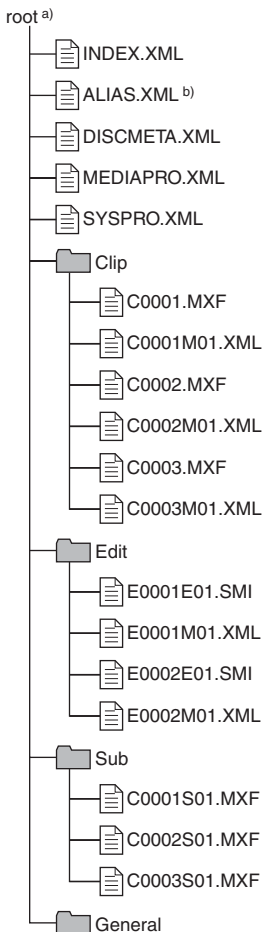 root a)
INDEX.XML
ALIAS.XML b)
DISCMETA.XML
MEDIAPRO.XML
SYSPRO.XML
Clip
C0001.MXF
C0001M01.XML
C0002.MXF
C0002M01.XML
C0003.MXF
C0003M01.XML
Edit
E0001E01.SMI
E0001M01.XML
E0002E01.SMI
E0002M01.XML
Sub
C0001S01.MXF
C0002S01.MXF
C0003S01.MXF
General